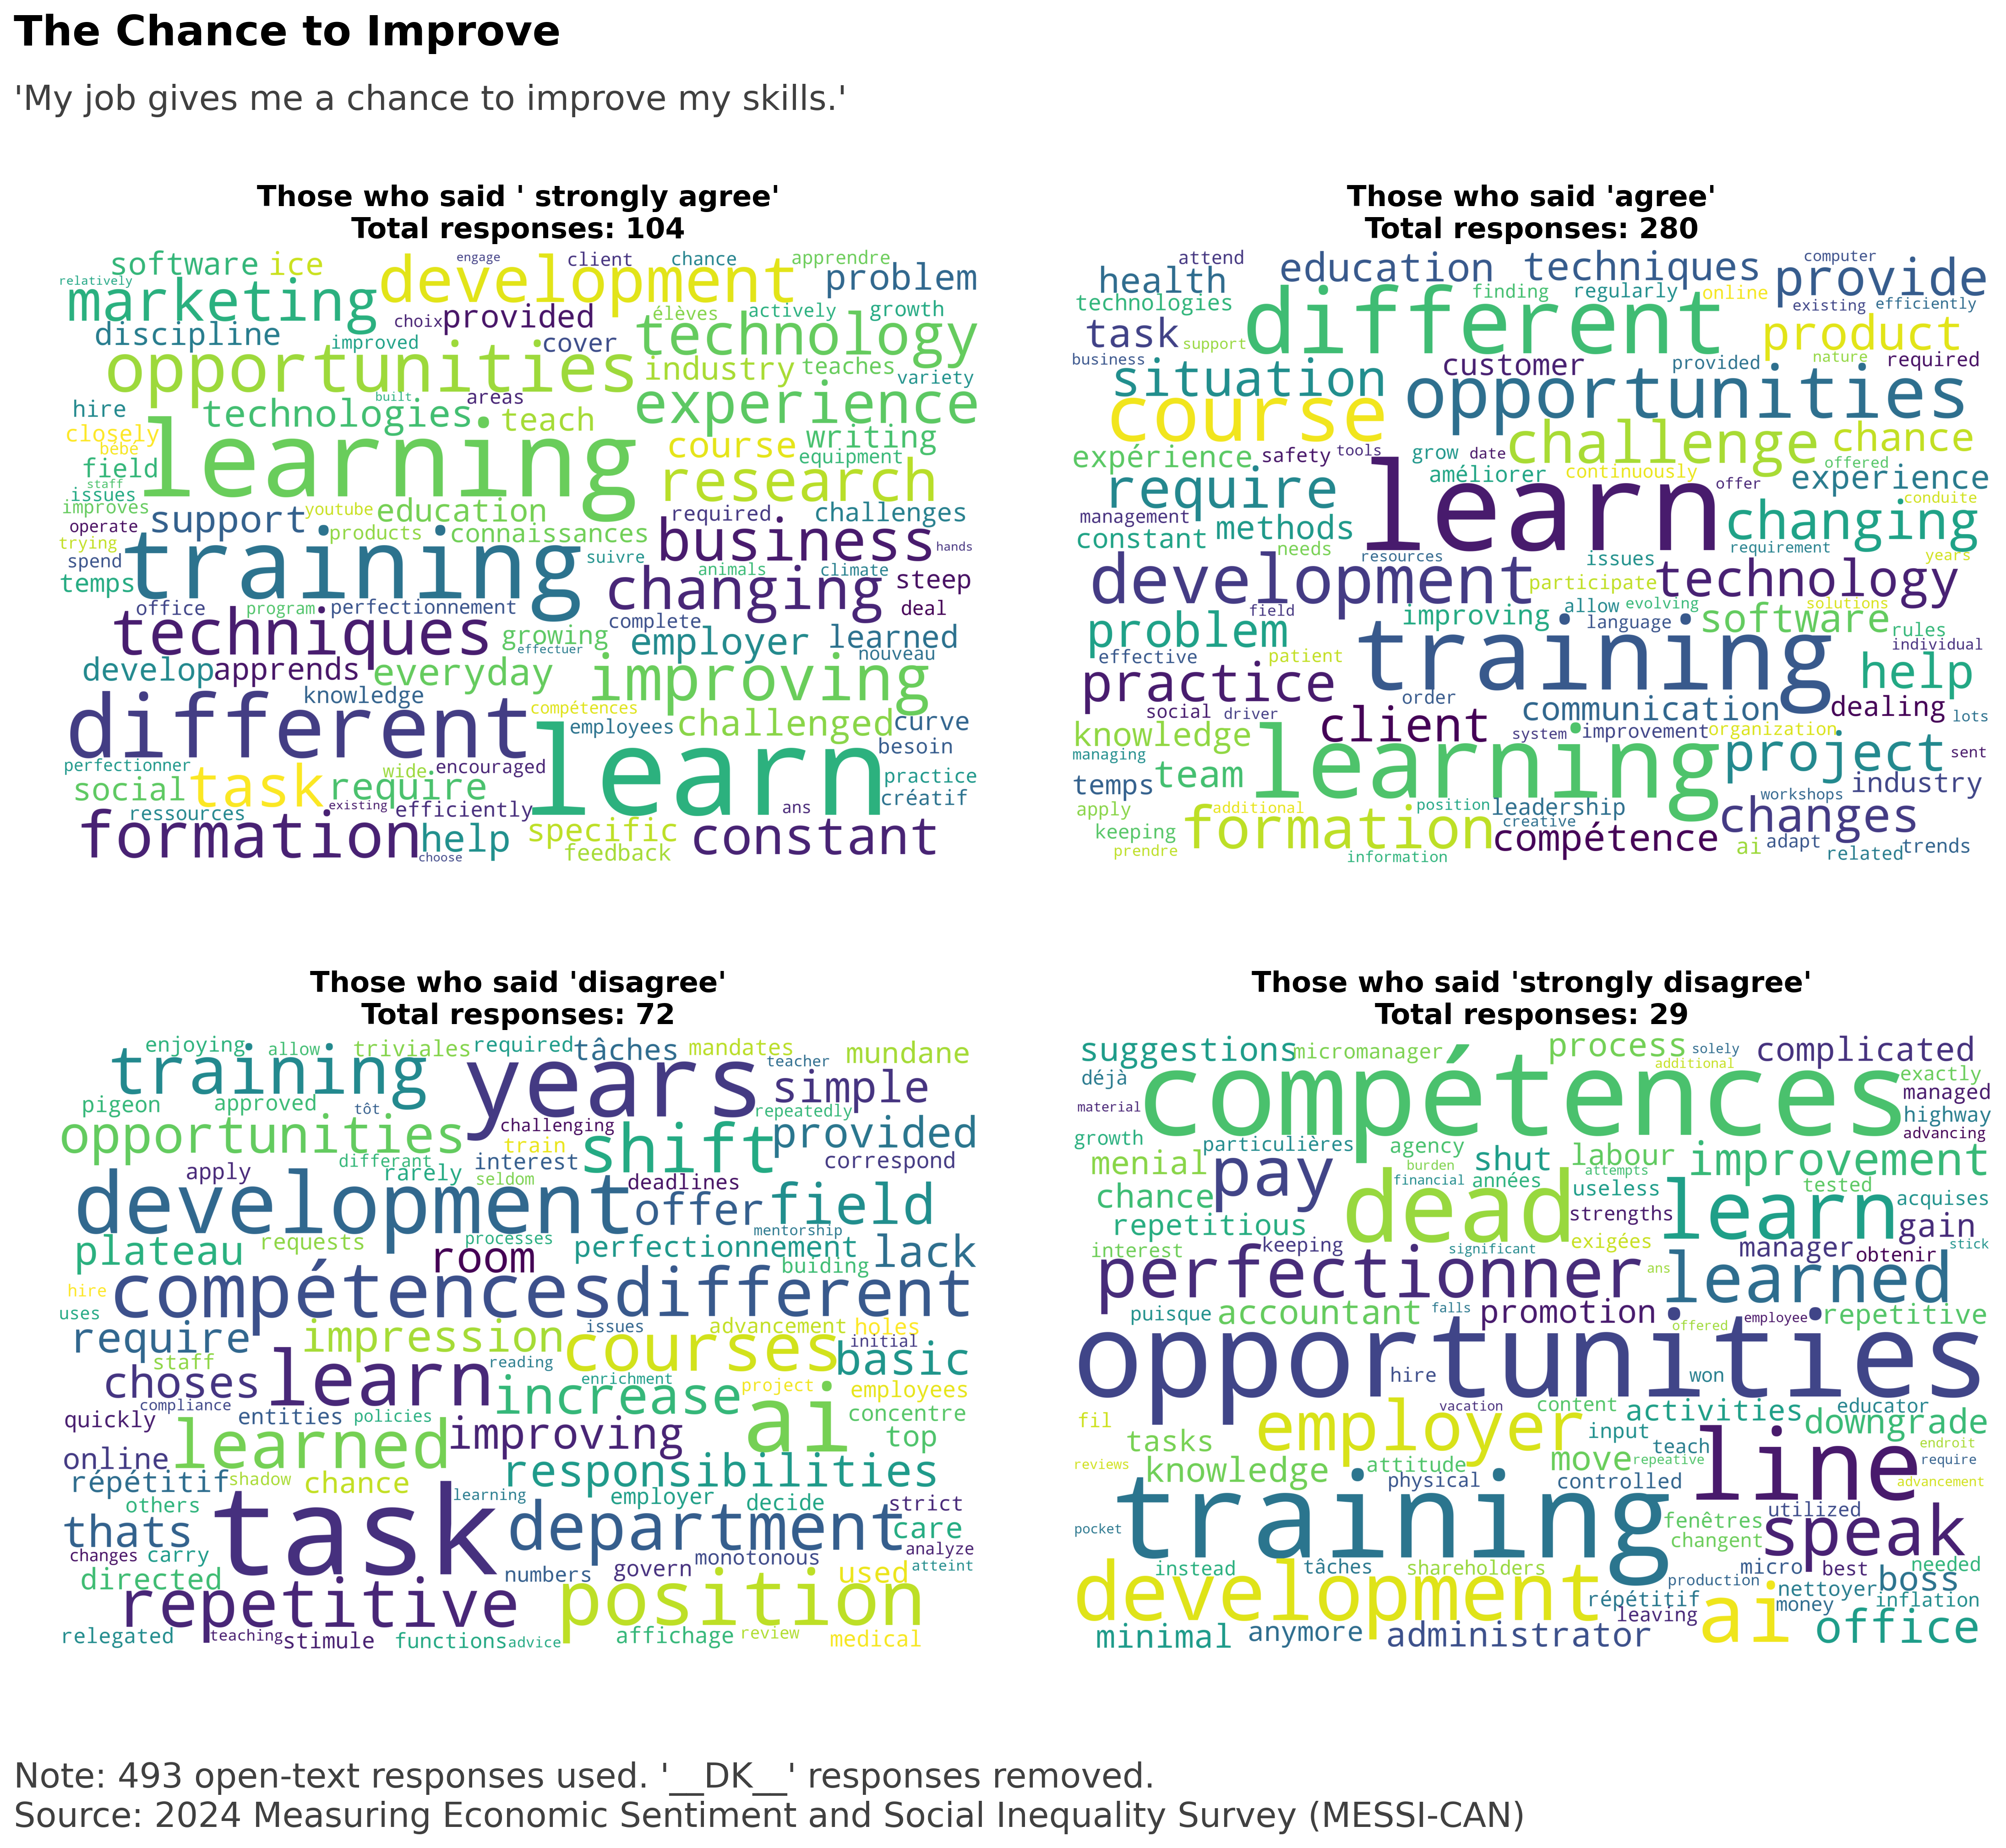 The Chance to Improve
'My job gives me a chance to improve my skills.'
Those who said ' strongly agree'
Total responses: 104
software ice engage client chance apprendre
relatively development problem
marketing choix provided élèves actively growth
discipline improved cover technology
opportunities industry teaches variety
hire technologies built areas teach experience
closely bébé learning course writing
field equipment
staff issues research
improves support youtube education required challenges
operate products connaissances business hands
trying training suivre
spend animals climate
temps changing steep
office program perfectionnement complete deal
techniques growing employer learned
effectuer nouveau
develop apprends everyday improving
knowledge compétences
different employees challenged curve
learn besoin
perfectionner wide encouraged practice
social task require créatif
ressources existing efficiently ans
formation help specific constant
choose feedback
Those who said 'agree'
Total responses: 280
attend education techniques computer provide
health finding regularly online existing efficiently
technologies different
task support product
business customer provided nature required
situation opportunities
course challenge chance
expérience safety tools grow date offered
améliorer continuously experience
require learn offer conduite
management methods changing
constant needs resources issues requirement years
development participate technology
field improving allow evolving solutions
problem language software rules
effective patient training individual
practice order help
social driver communication dealing lots
knowledge client system improvement organization
managing learning project sent
temps team workshops industry
apply additional position leadership
formation creative changes
keeping compétence ai adapt
prendre information related trends
Those who said 'disagree'
Total responses: 72
enjoying allow triviales required tâches mandates mundane
training years teacher simple
pigeon approved tôt repeatedly
opportunities challenging shift provided
train
differant interest correspond
apply rarely seldom deadlines
development offer field
mentorship
plateau requests processes perfectionnement lack
room buiding
hire compétences different
uses
require impression issues advancement holes
staff courses initial
reading basic
choses learn enrichment project employees
compliance increase ai
quickly entities policies concentre
learned improving top
online responsibilities
répétitif shadow chance learning
others task employer decide strict
thats department care
changes carry monotonous analyze
directed numbers govern used atteint
repetitive position
relegated teaching stimule functions advice affichage review medical
Those who said 'strongly disagree'
Total responses: 29
suggestions micromanager process solely complicated
déjà additional exactly
compétences managed
material highway
growth particulières agency advancing
menial pay burden shut labour improvement
attempts
chance financial années useless tested
dead learn acquises
repetitious strengths gain
interest keeping significant exigées manager obtenir stick
perfectionner ans learned
puisque accountant falls promotion employee repetitive
offered
opportunities
hire won
vacation content activities educator
fil employer input downgrade
tasks teach line endroit
reviews knowledge attitude move repeative require
physical controlled advancement
training utilized
pocket fenêtres speak
changent
instead tâches shareholders micro best needed
development production nettoyer boss
répétitif ai money inflation
leaving
minimal anymore administrator office
Note: 493 open-text responses used. '__DK__' responses removed.
Source: 2024 Measuring Economic Sentiment and Social Inequality Survey (MESSI-CAN)